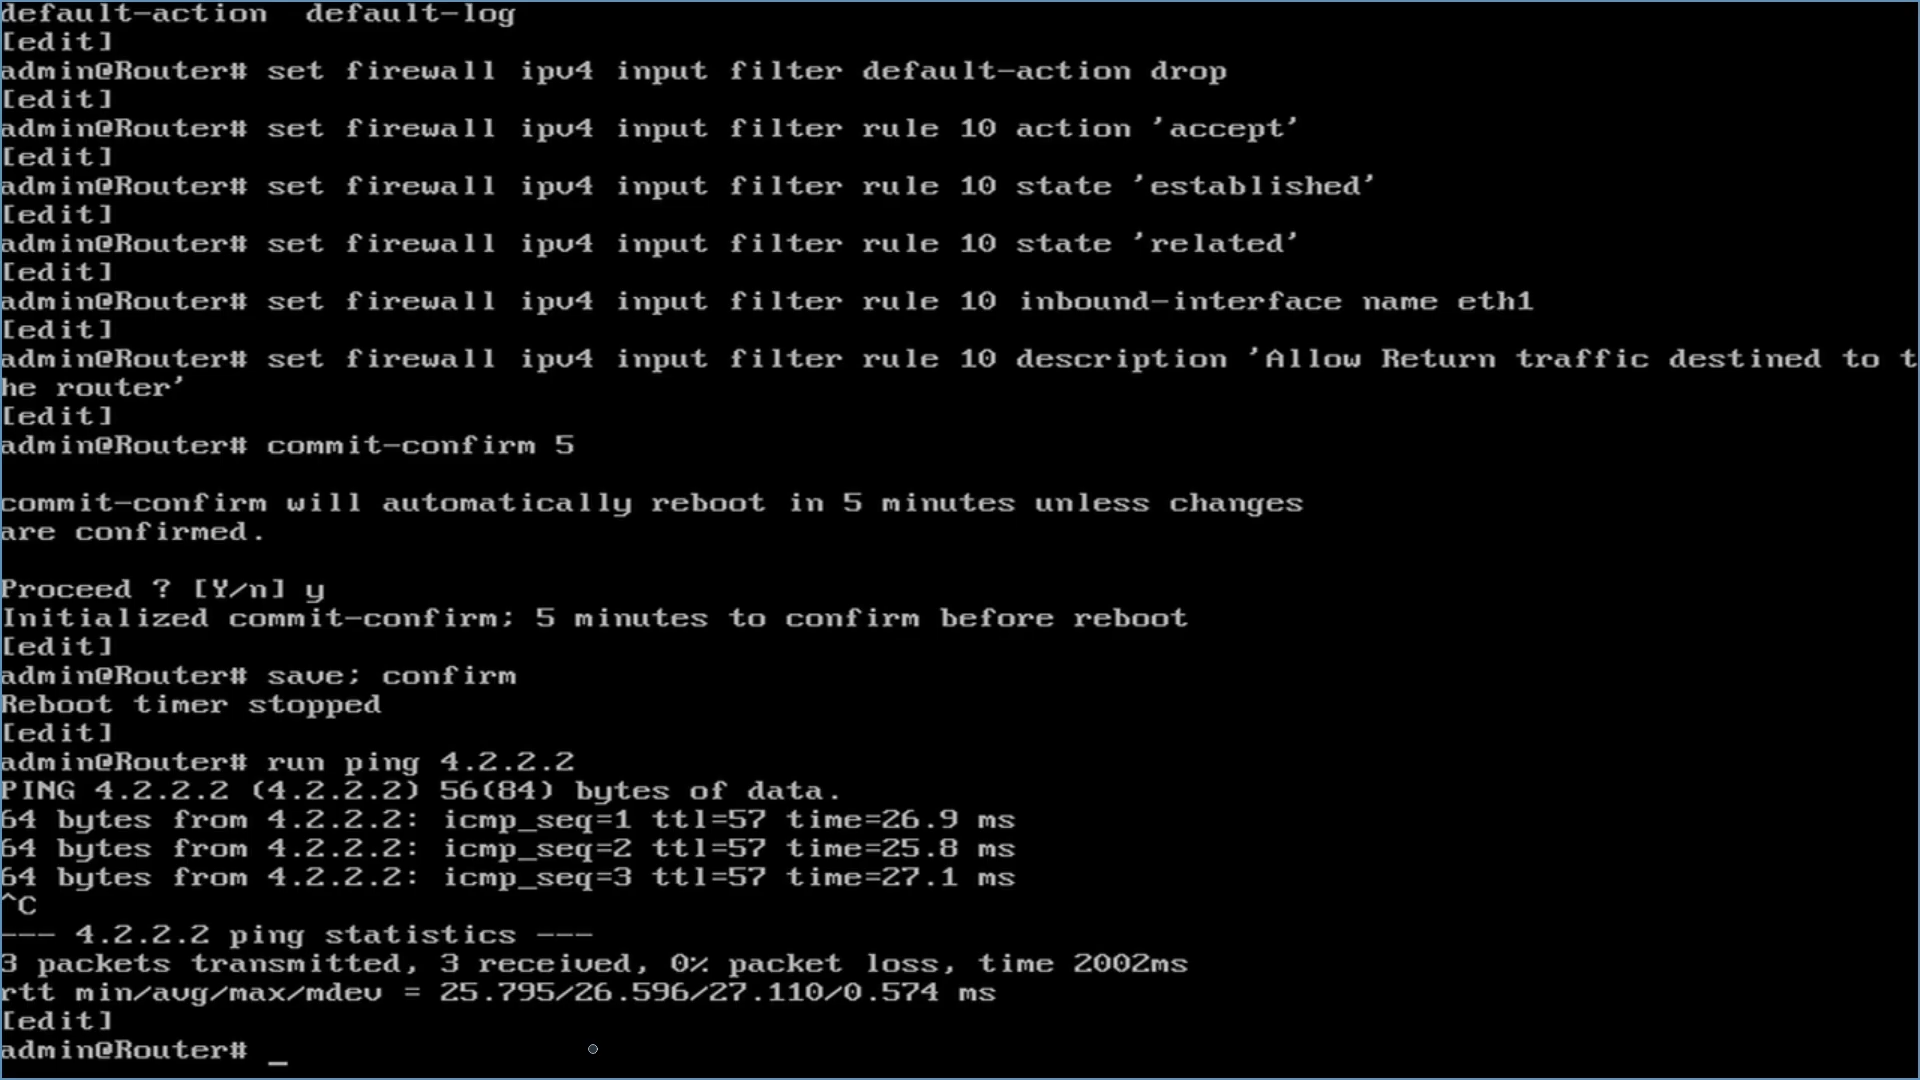 default-action  default-log
[edit]
admin@Router# set firewall ipv4 input filter default-action drop
[edit]
admin@Router# set firewall ipv4 input filter rule 10 action 'accept'
[edit]
admin@Router# set firewall ipv4 input filter rule 10 state 'established'
[edit]
admin@Router# set firewall ipv4 input filter rule 10 state 'related'
[edit]
admin@Router# set firewall ipv4 input filter rule 10 inbound-interface name eth1
[edit]
admin@Router# set firewall ipv4 input filter rule 10 description 'Allow Return traffic destined to t
he router'
[edit]
admin@Router# commit-confirm 5

commit-confirm will automatically reboot in 5 minutes unless changes
are confirmed.

Proceed ? [Y/n] y
Initialized commit-confirm; 5 minutes to confirm before reboot
[edit]
admin@Router# save; confirm
Reboot timer stopped
[edit]
admin@Router# run ping 4.2.2.2
PING 4.2.2.2 (4.2.2.2) 56(84) bytes of data.
64 bytes from 4.2.2.2: icmp_seq=1 ttl=57 time=26.9 ms
64 bytes from 4.2.2.2: icmp_seq=2 ttl=57 time=25.8 ms
64 bytes from 4.2.2.2: icmp_seq=3 ttl=57 time=27.1 ms
^C
--- 4.2.2.2 ping statistics ---
3 packets transmitted, 3 received, 0% packet loss, time 2002ms
rtt min/avg/max/mdev = 25.795/26.596/27.110/0.574 ms
[edit]
admin@Router# _